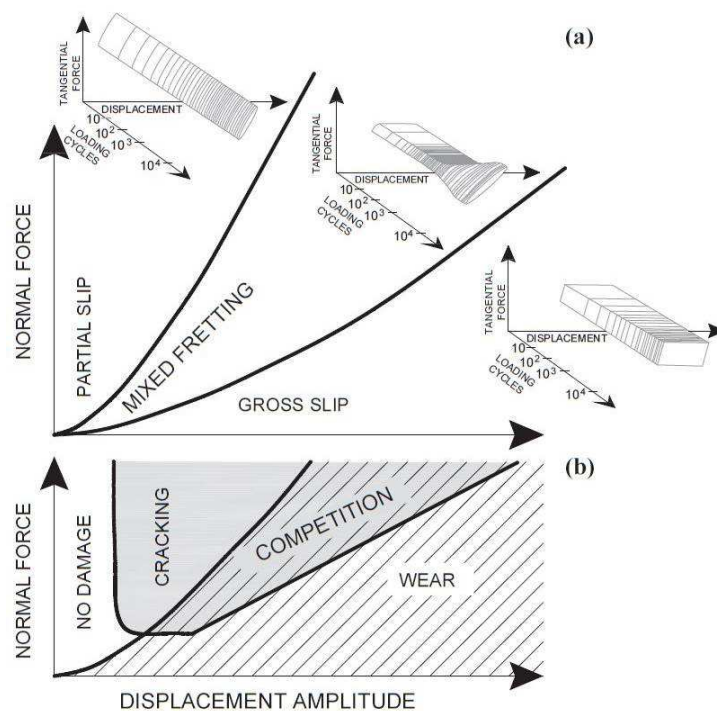 (a)
TANGENTIAL
FORCE
DISPLACEMENT
10
10²
10³
10⁴
LOADING
CYCLES
TANGENTIAL
FORCE
DISPLACEMENT
10
10²
10³
10⁴
LOADING
CYCLES
TANGENTIAL
FORCE
DISPLACEMENT
10
10²
10³
10⁴
LOADING
CYCLES
NORMAL FORCE
PARTIAL SLIP
MIXED FRETTING
GROSS SLIP
(b)
NORMAL FORCE
NO DAMAGE
CRACKING
COMPETITION
WEAR
DISPLACEMENT AMPLITUDE